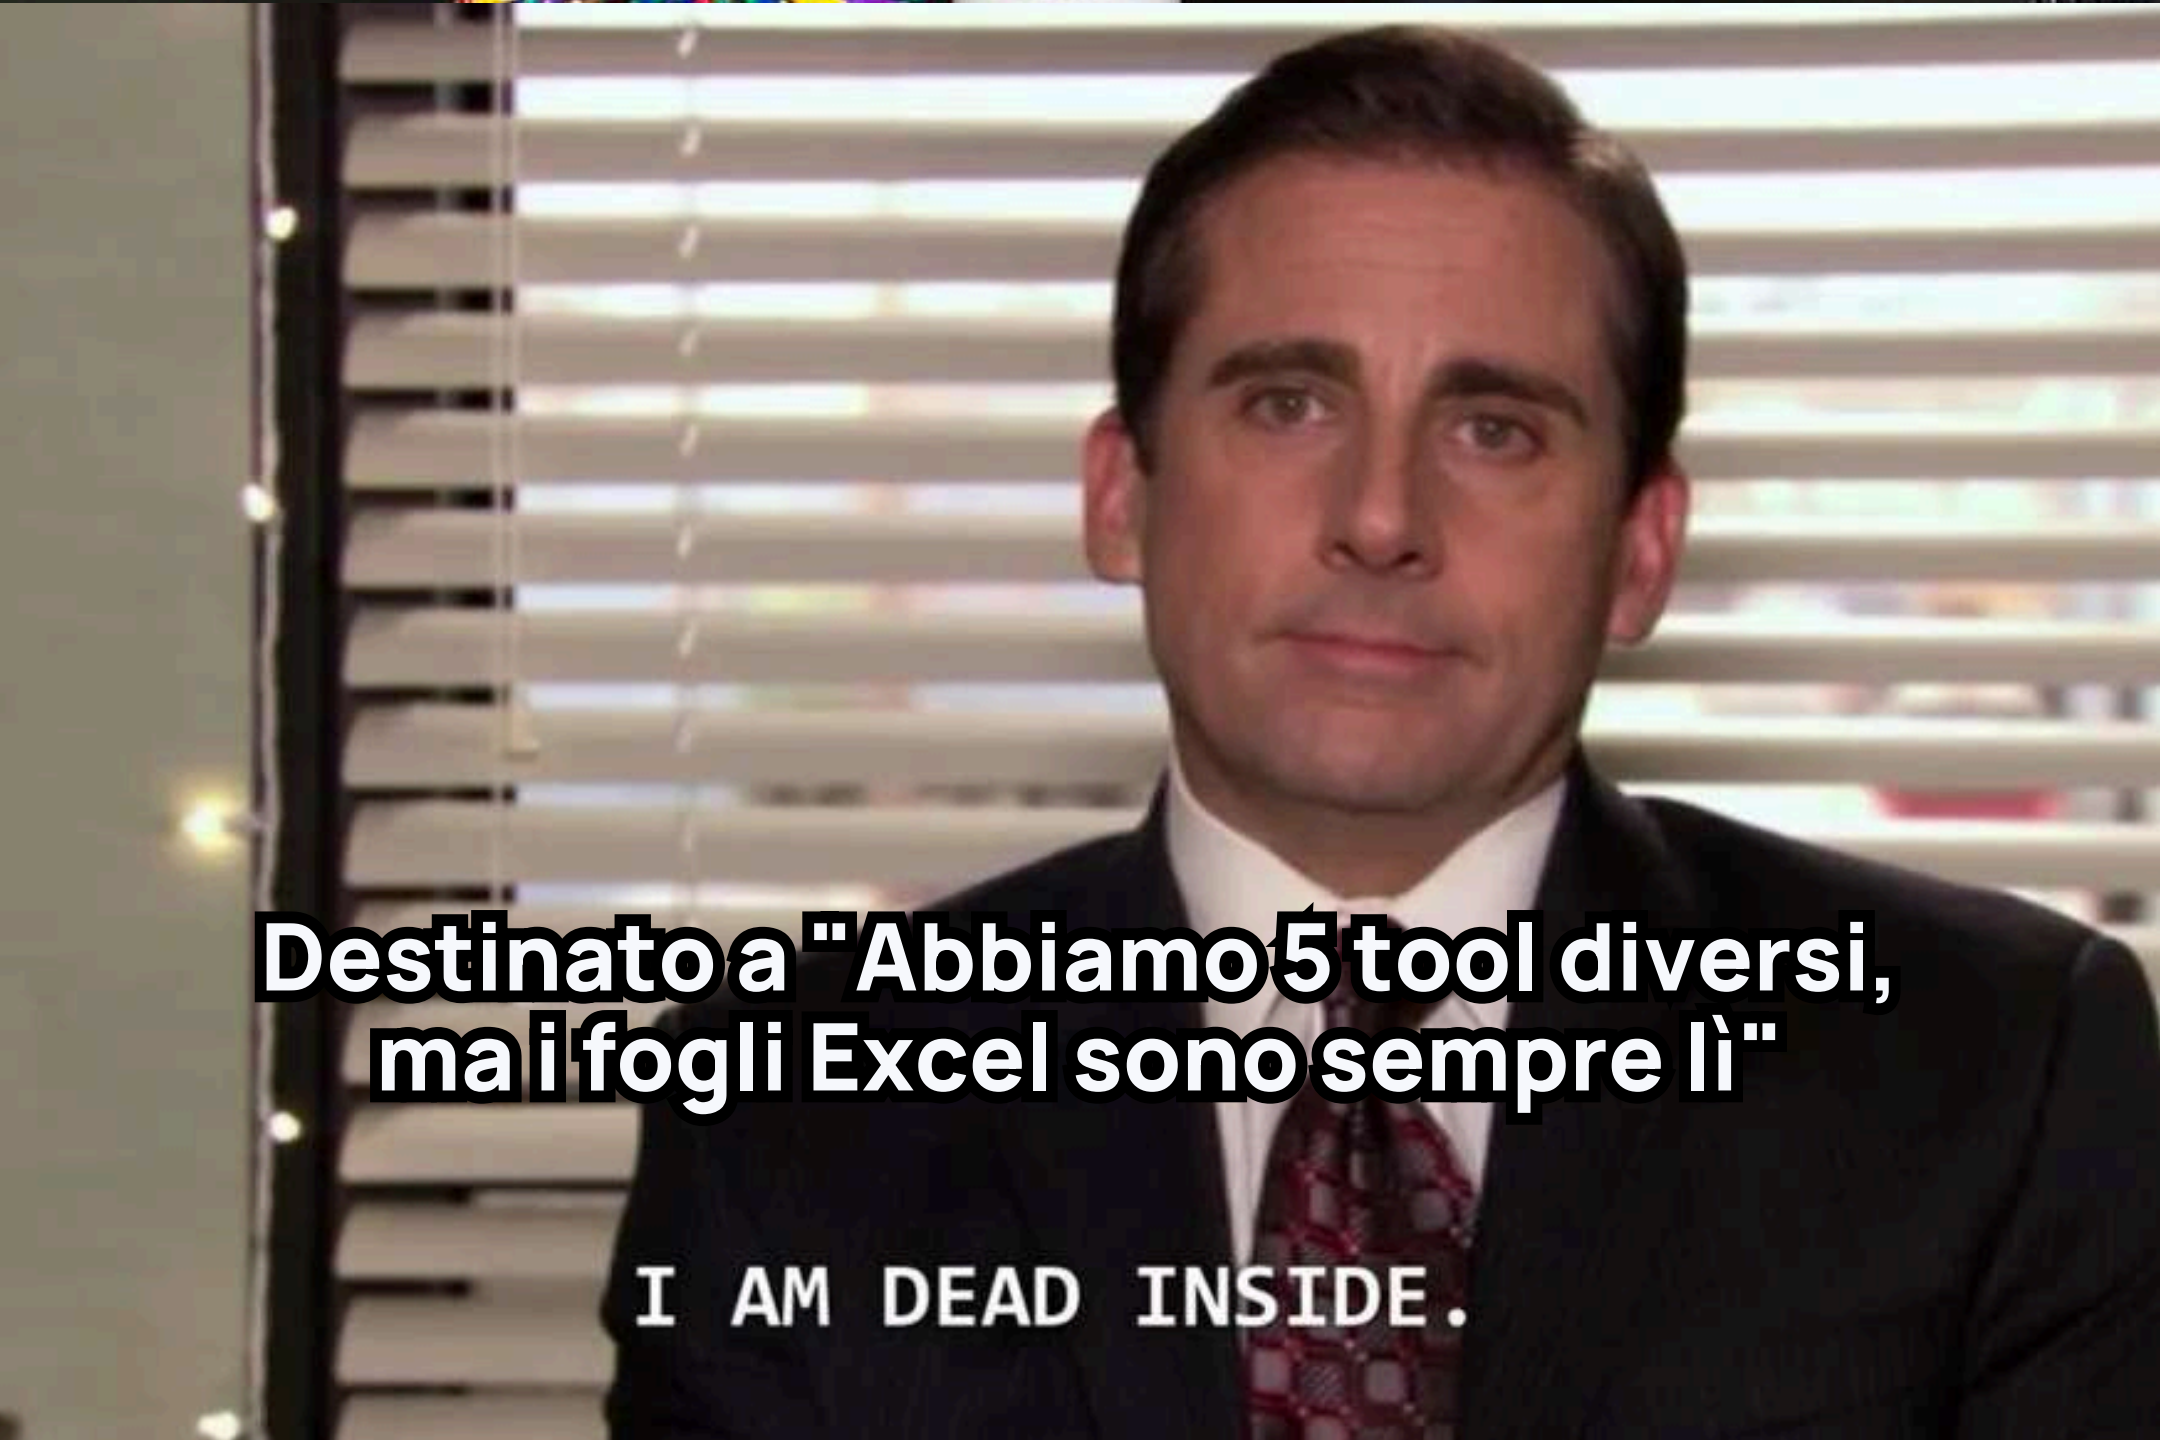 Destinato a "Abbiamo 5 tool diversi,
ma i fogli Excel sono sempre lì"
I AM DEAD INSIDE.